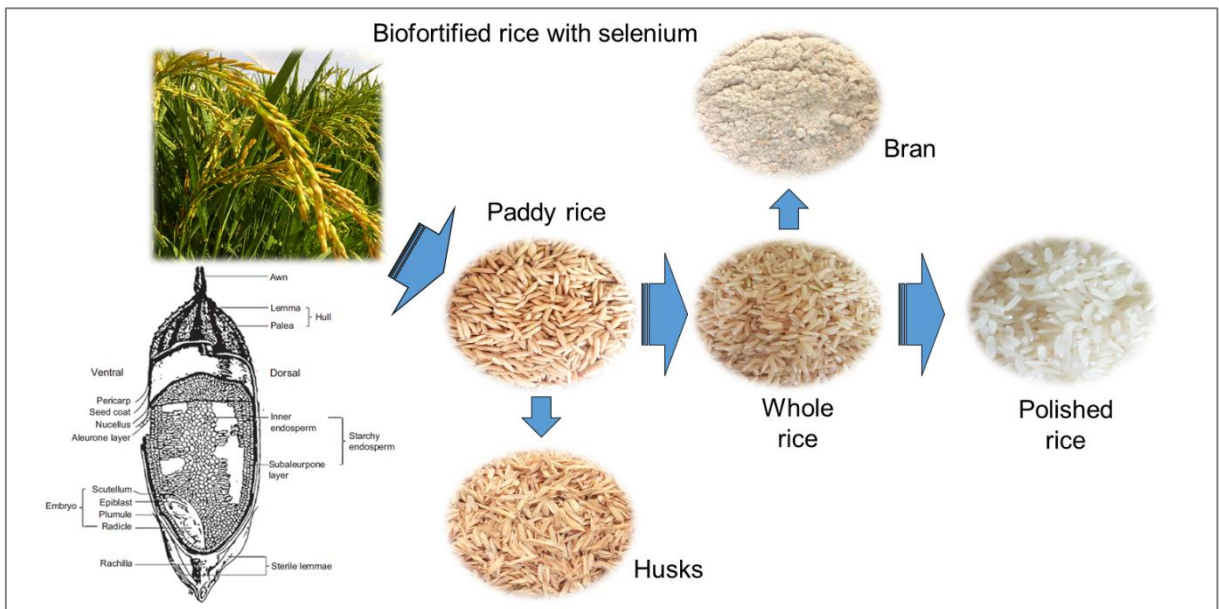 Biofortified rice with selenium
Bran
Paddy rice
Awn
Lemma
Hull
Palea
Ventral
Dorsal
Pericarp
Seed coat
Nucellus
Aleurone layer
Inner
endosperm
Starchy
endosperm
Subaleurpone
layer
Scutellum
Embryo
Epiblast
Plumule
Radicle
Rachilla
Sterile lemmae
Whole
rice
Polished
rice
Husks